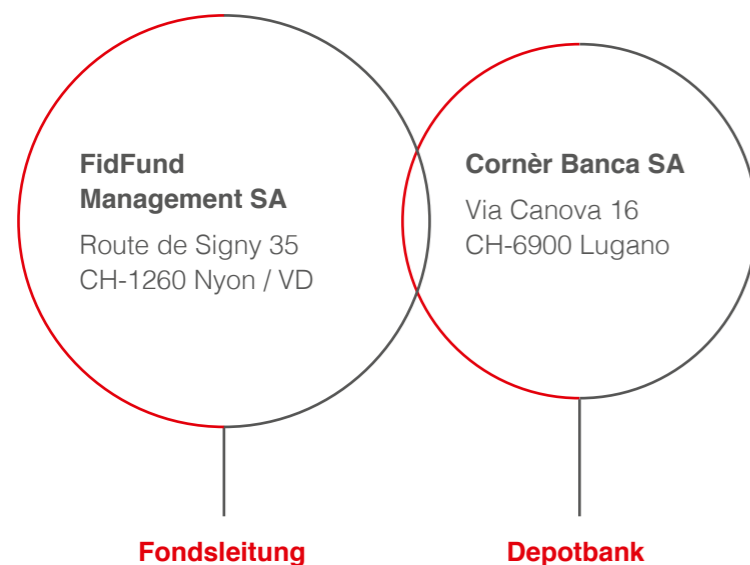 FidFund
Management SA
Route de Signy 35
CH-1260 Nyon / VD
Cornèr Banca SA
Via Canova 16
CH-6900 Lugano
Fondsleitung
Depotbank